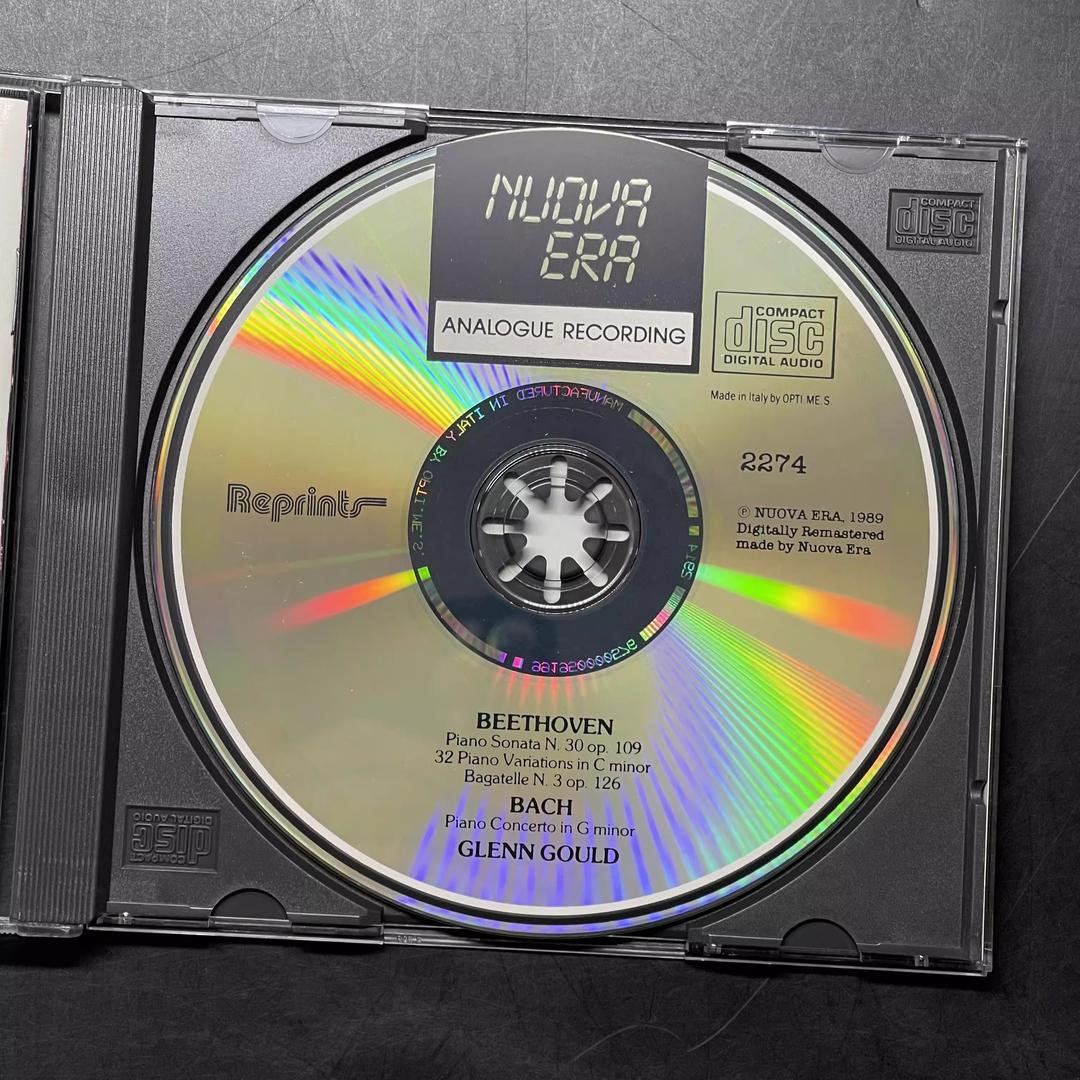 NUOVA
ERA
ANALOGUE RECORDING
COMPACT
disc
DIGITAL AUDIO
COMPACT
disc
DIGITAL AUDIO
Made in Italy by OPTI.ME.S.
2274
Reprints
℗ NUOVA ERA, 1989
Digitally Remastered
made by Nuova Era
MANUFACTURED IN ITALY BY OPTI.ME.S.
BEETHOVEN
Piano Sonata N. 30 op. 109
32 Piano Variations in C minor
Bagatelle N. 3 op. 126
BACH
Piano Concerto in G minor
GLENN GOULD
COMPACT
disc
DIGITAL AUDIO